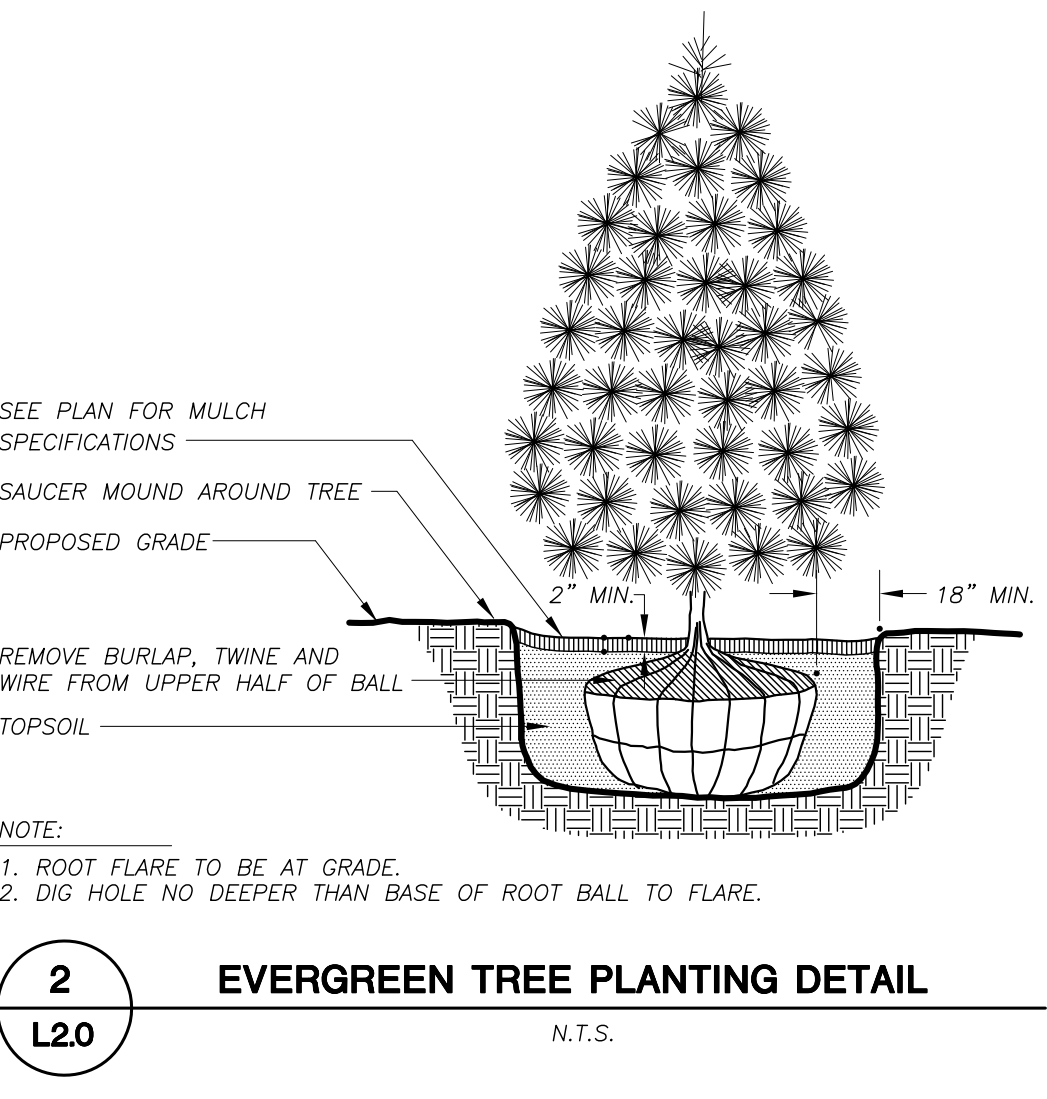 SEE PLAN FOR MULCH
SPECIFICATIONS
SAUCER MOUND AROUND TREE
PROPOSED GRADE
2" MIN.
18" MIN.
REMOVE BURLAP, TWINE AND
WIRE FROM UPPER HALF OF BALL
TOPSOIL
NOTE:
1. ROOT FLARE TO BE AT GRADE.
2. DIG HOLE NO DEEPER THAN BASE OF ROOT BALL TO FLARE.
2
EVERGREEN TREE PLANTING DETAIL
L2.0
N.T.S.